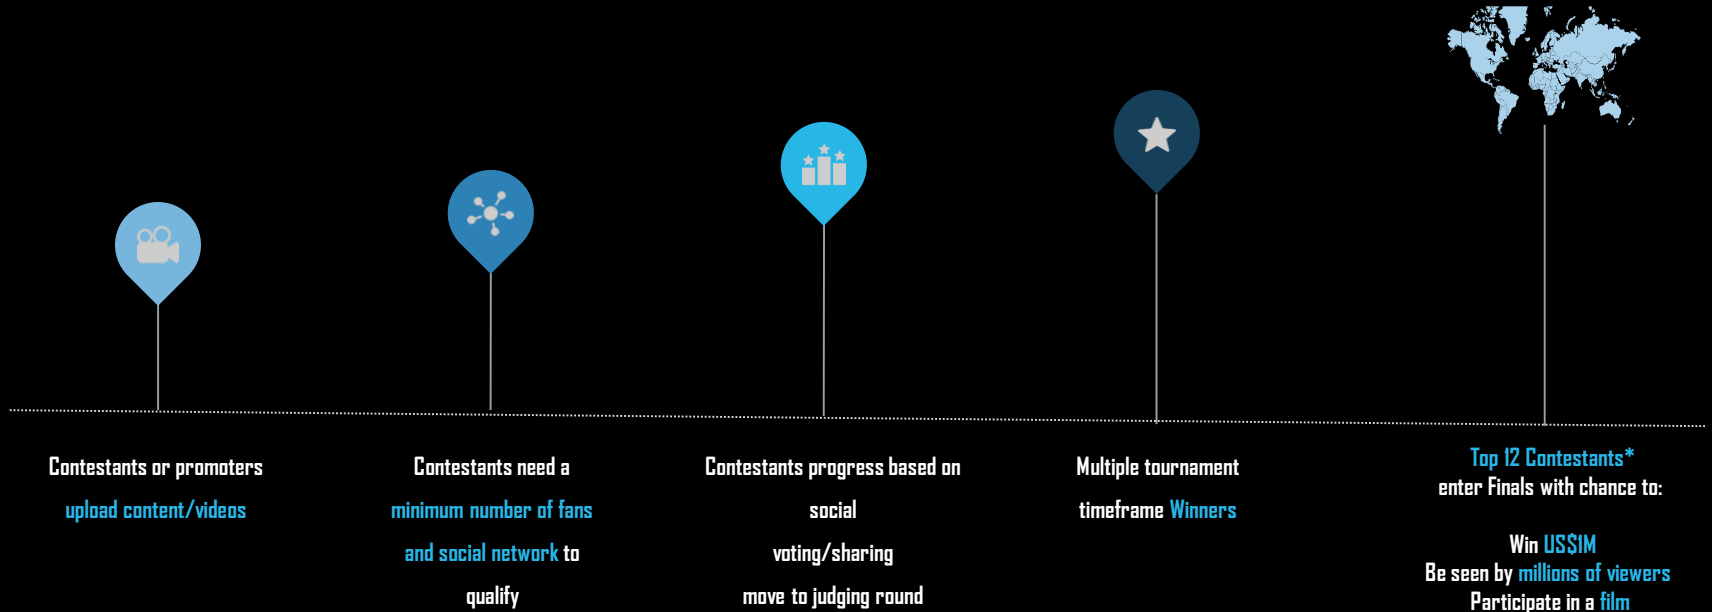 Contestants or promoters
upload content/videos
Contestants need a
minimum number of fans
and social network to
qualify
Contestants progress based on
social
voting/sharing
move to judging round
Multiple tournament
timeframe Winners
Top 12 Contestants*
enter Finals with chance to:
Win US$1M
Be seen by millions of viewers
Participate in a film